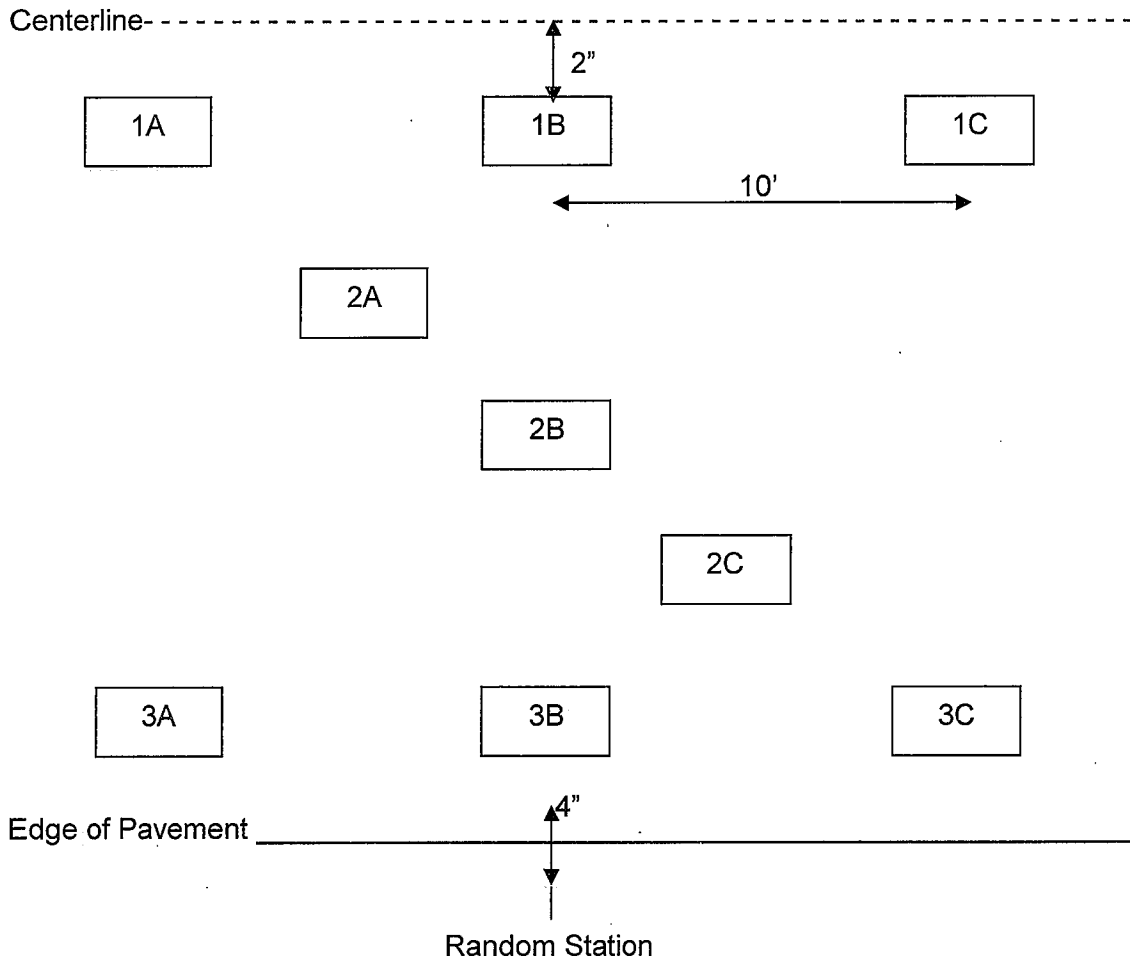 Centerline
2”
1A
1B
1C
10’
2A
2B
2C
3A
3B
3C
4”
Edge of Pavement
Random Station